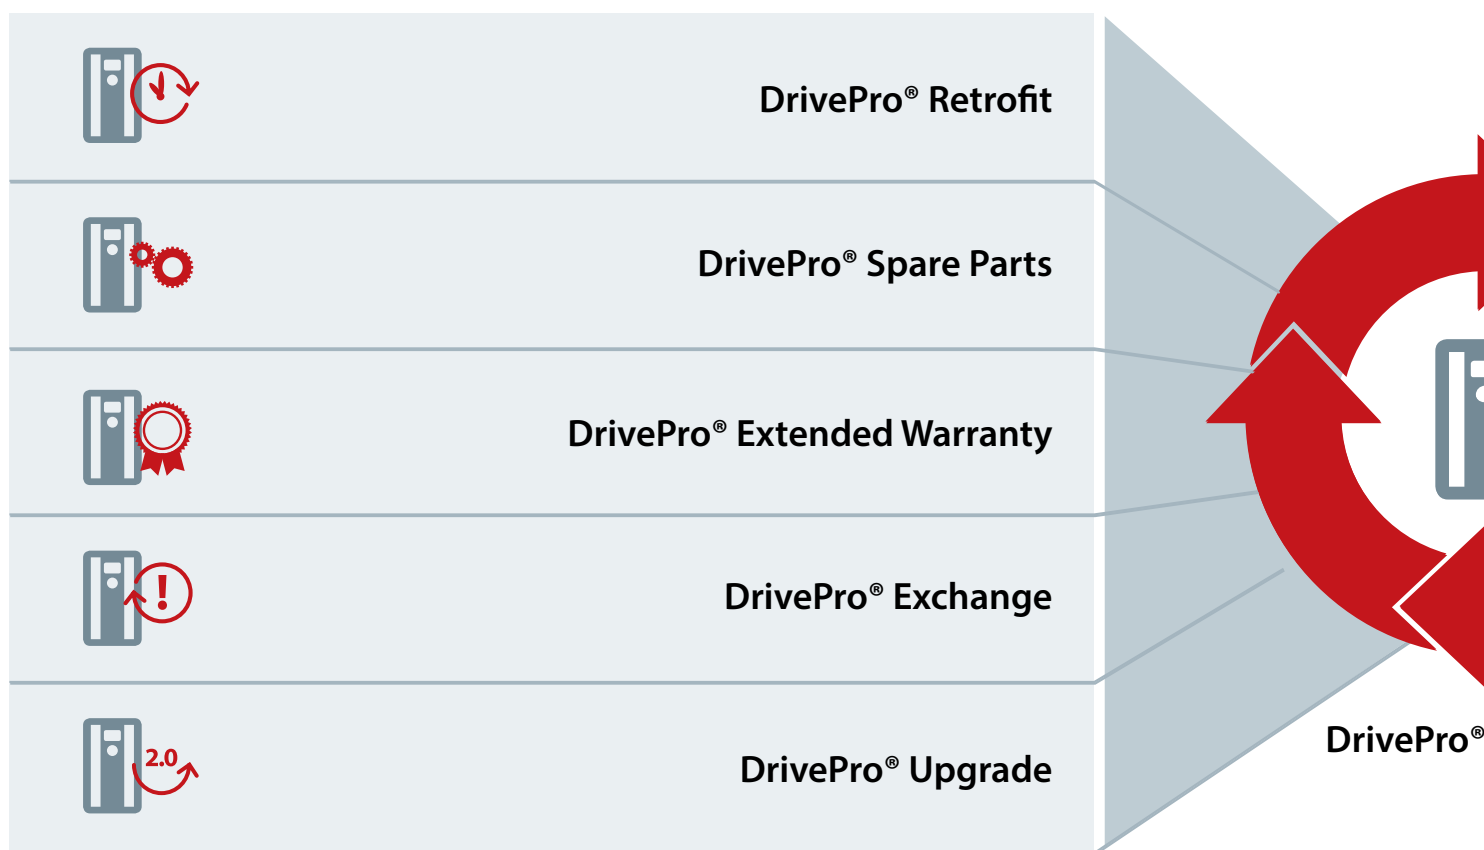 DrivePro® Retrofit
DrivePro® Spare Parts
DrivePro® Extended Warranty
DrivePro® Exchange
2.0
DrivePro® Upgrade
DrivePro®